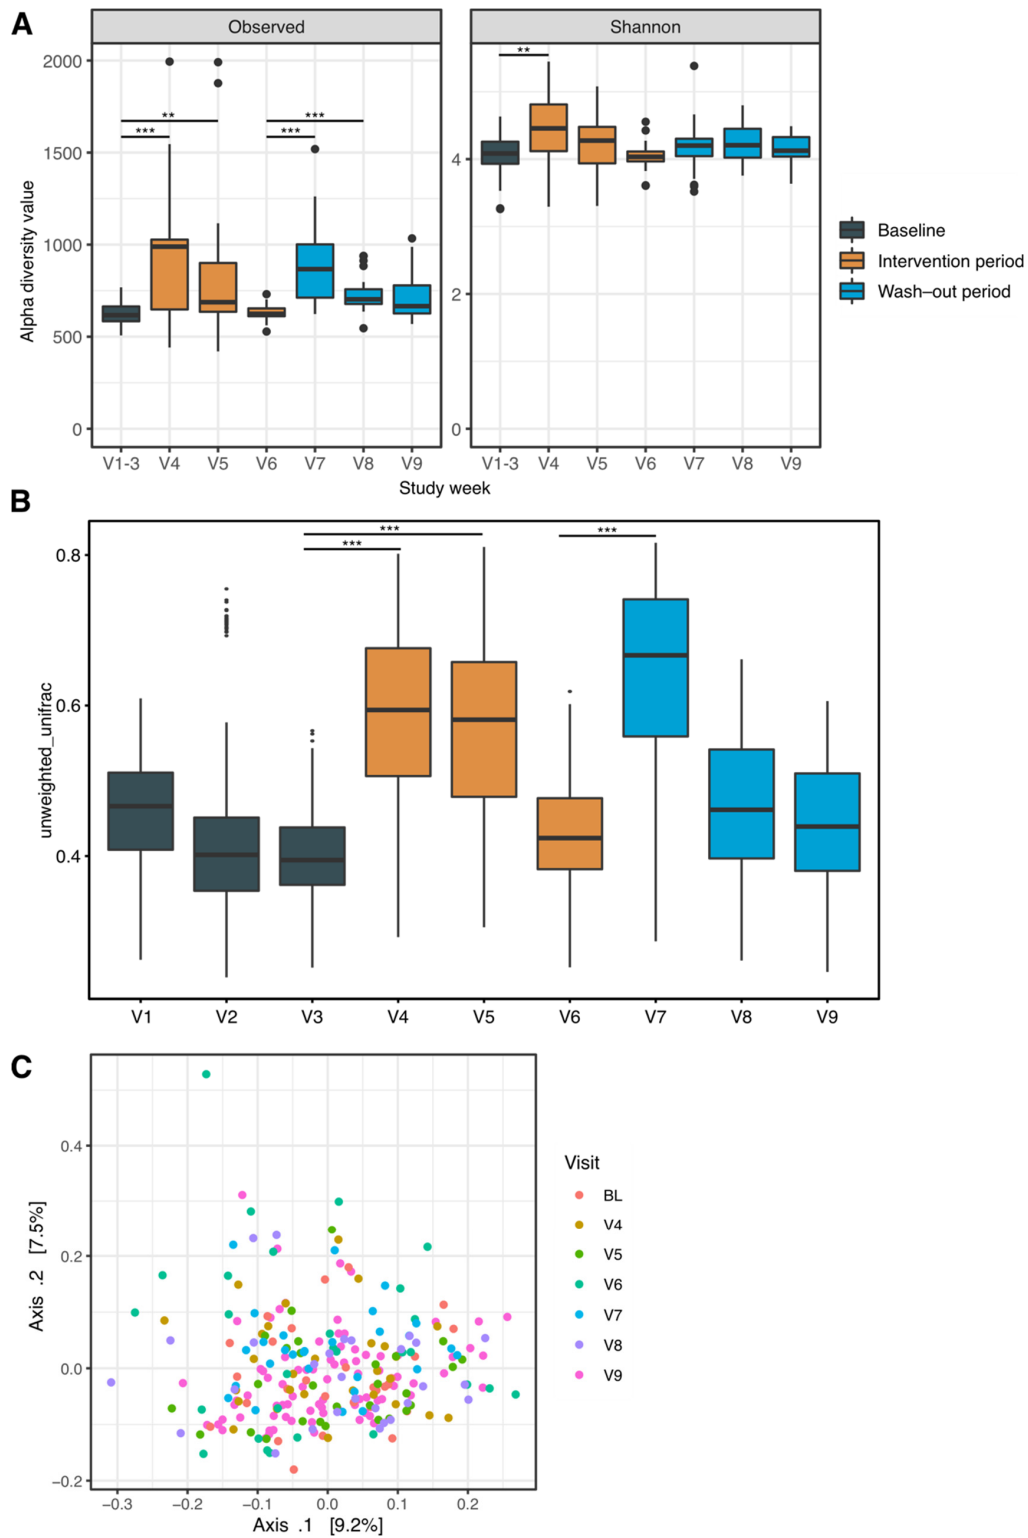 A
Observed
Shannon
Alpha diversity value
2000
1500
1000
500
0
**
***
***
***
V1-3 V4 V5 V6 V7 V8 V9
**
4
2
0
V1-3 V4 V5 V6 V7 V8 V9
Study week
Baseline
Intervention period
Wash–out period
B
unweighted_unifrac
0.8
0.6
0.4
***
***
***
V1 V2 V3 V4 V5 V6 V7 V8 V9
C
Axis .2 [7.5%]
0.4
0.2
0.0
−0.2
−0.3 −0.2 −0.1 0.0 0.1 0.2
Axis .1 [9.2%]
Visit
BL
V4
V5
V6
V7
V8
V9